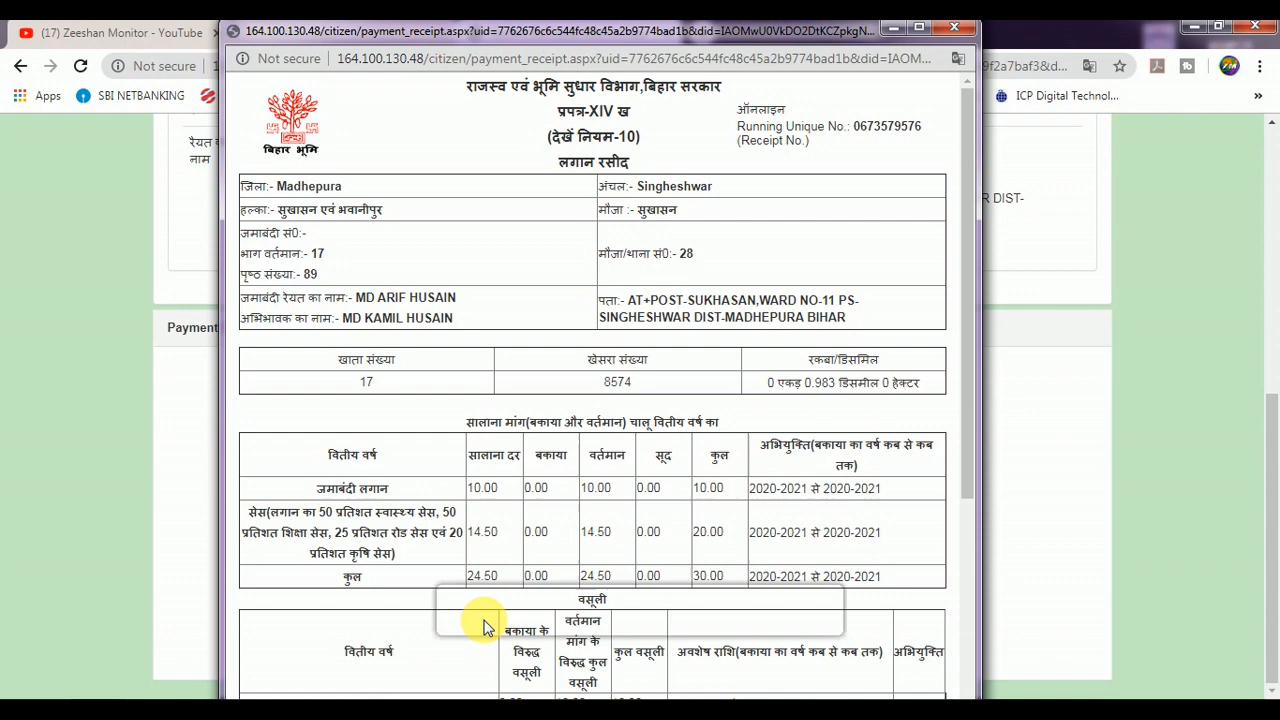 (17) Zeeshan Monitor - YouTube
164.100.130.48/citizen/payment_receipt.aspx?uid=7762676c6c544fc48c45a2b9774bad1b&did=IAOMwU0VkDO2DtKCZpkgN...
Not secure
Not secure 164.100.130.48/citizen/payment_receipt.aspx?uid=7762676c6c544fc48c45a2b9774bad1b&did=IAOM...
9f2a7baf3&d...
Apps
SBI NETBANKING
ICP Digital Technol...
»
राजस्व एवं भूमि सुधार विभाग,बिहार सरकार
प्रपत्र-XIV ख
(देखें नियम-10)
लगान रसीद
बिहार भूमि
ऑनलाइन
Running Unique No.: 0673579576
(Receipt No.)
जिला:- Madhepura
अंचल:- Singheshwar
हल्का:- सुखासन एवं भवानीपुर
मौजा :- सुखासन
जमाबंदी सं0:-
भाग वर्तमान:- 17
पृष्ठ संख्या:- 89
मौजा/थाना सं0:- 28
जमाबंदी रेयत का नाम:- MD ARIF HUSAIN
अभिभावक का नाम:- MD KAMIL HUSAIN
पता:- AT+POST-SUKHASAN,WARD NO-11 PS-
SINGHESHWAR DIST-MADHEPURA BIHAR
खाता संख्या खेसरा संख्या रकबा/डिसमिल
17 8574 0 एकड़ 0.983 डिसमील 0 हेक्टर
सालाना मांग(बकाया और वर्तमान) चालू वितीय वर्ष का
वितीय वर्ष सालाना दर बकाया वर्तमान सूद कुल अभियुक्ति(बकाया का वर्ष कब से कब
तक)
जमाबंदी लगान 10.00 0.00 10.00 0.00 10.00 2020-2021 से 2020-2021
सेस(लगान का 50 प्रतिशत स्वास्थ्य सेस, 50
प्रतिशत शिक्षा सेस, 25 प्रतिशत रोड सेस एवं 20
प्रतिशत कृषि सेस)
14.50 0.00 14.50 0.00 20.00 2020-2021 से 2020-2021
कुल 24.50 0.00 24.50 0.00 30.00 2020-2021 से 2020-2021
वसूली
वितीय वर्ष
बकाया के
विरुद्ध
वसूली
वर्तमान
मांग के
विरुद्ध कुल
वसूली
कुल वसूली
अवशेष राशि(बकाया का वर्ष कब से कब तक)
अभियुक्ति
नाम
R DIST-
Payment